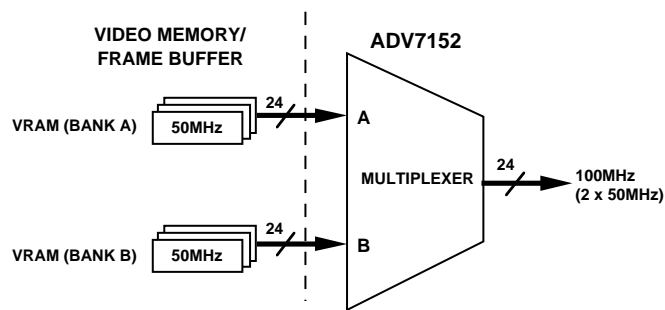 VIDEO MEMORY/
FRAME BUFFER
ADV7152
VRAM (BANK A)
50MHz
24
A
MULTIPLEXER
24
100MHz
(2 x 50MHz)
VRAM (BANK B)
50MHz
24
B